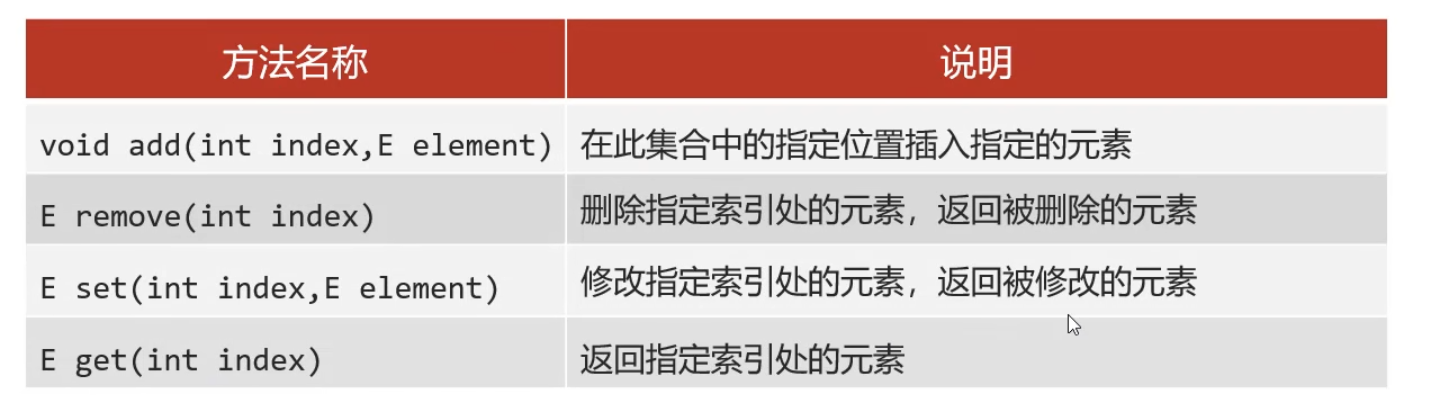 方法名称 说明
void add(int index,E element) 在此集合中的指定位置插入指定的元素
E remove(int index) 删除指定索引处的元素，返回被删除的元素
E set(int index,E element) 修改指定索引处的元素，返回被修改的元素
E get(int index) 返回指定索引处的元素